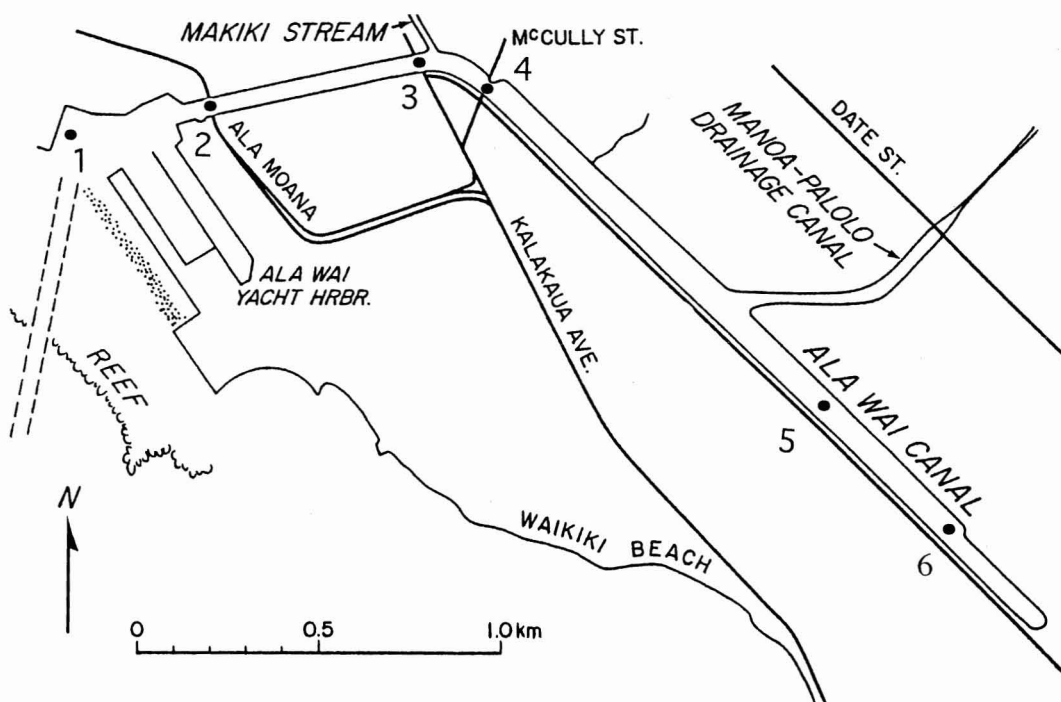 MAKIKI STREAM
McCULLY ST.
4
3
2
1
ALA MOANA
MANOA-PALOLO
DRAINAGE CANAL
DATE ST.
ALA WAI
YACHT HRBR.
KALAKAUA AVE.
REEF
ALA WAI CANAL
5
6
N
WAIKIKI BEACH
0 0.5 1.0 km